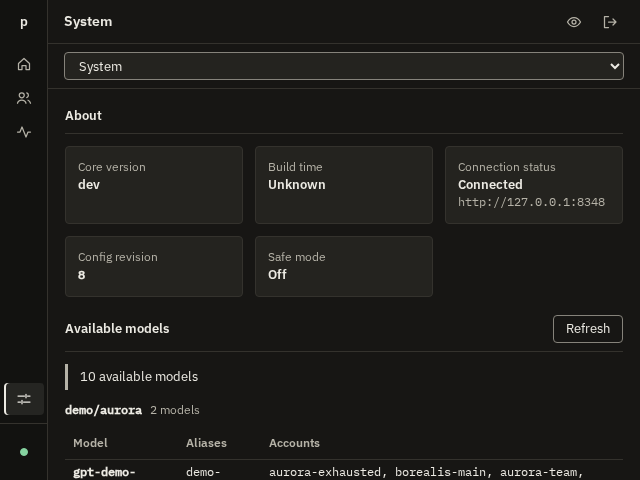 p
System
System
About
Core version
dev
Build time
Unknown
Connection status
Connected
http://127.0.0.1:8348
Config revision
8
Safe mode
Off
Available models
Refresh
10 available models
demo/aurora 2 models
Model Aliases Accounts
gpt-demo- demo- aurora-exhausted, borealis-main, aurora-team,